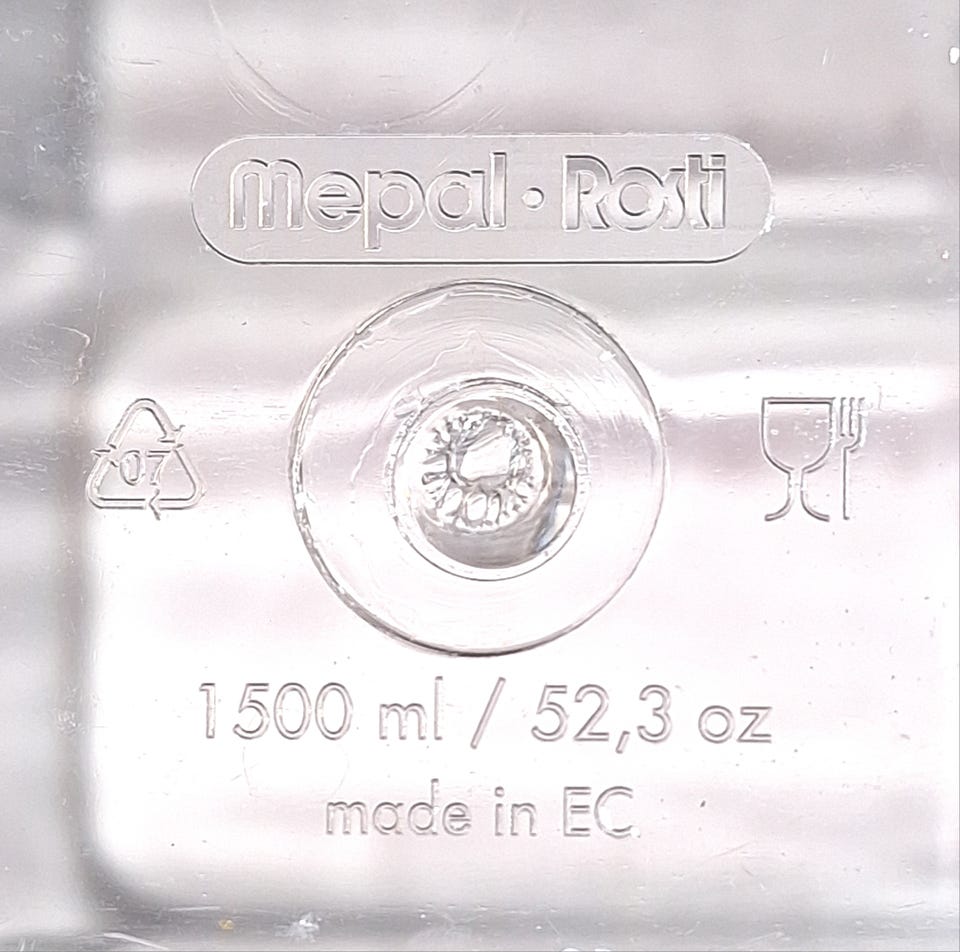 Mepal · Rosti
07
1500 ml / 52,3 oz
made in EC